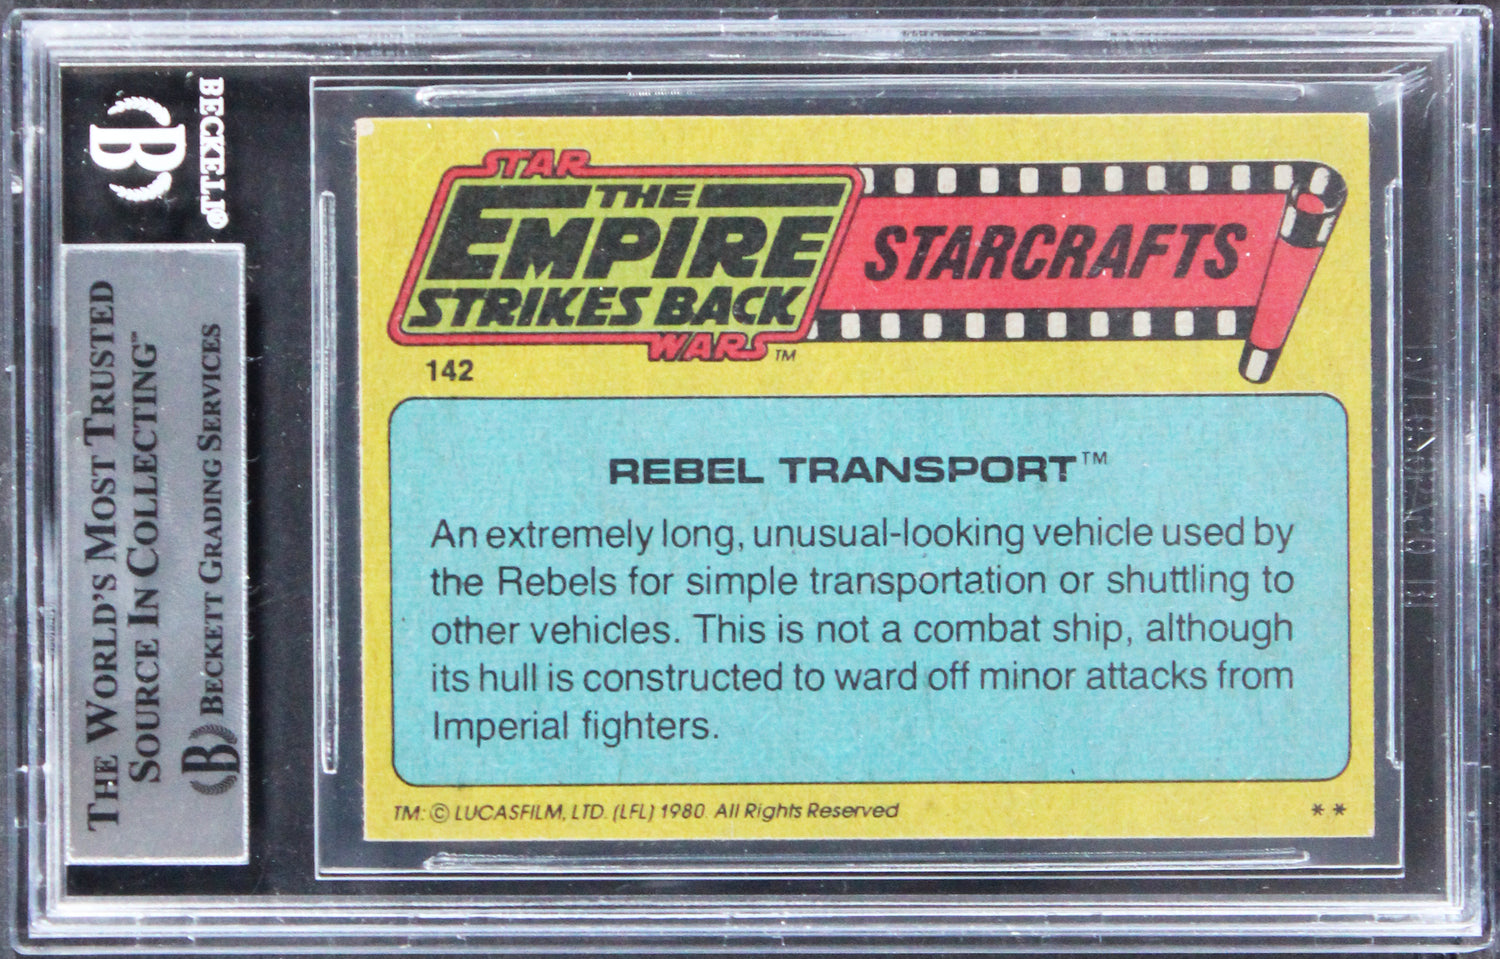 BECKETT®
B
THE WORLD'S MOST TRUSTED
SOURCE IN COLLECTING™
B BECKETT GRADING SERVICES
STAR
THE
EMPIRE
STRIKES BACK
WARS™
STARCRAFTS
142
REBEL TRANSPORT™
An extremely long, unusual-looking vehicle used by
the Rebels for simple transportation or shuttling to
other vehicles. This is not a combat ship, although
its hull is constructed to ward off minor attacks from
Imperial fighters.
TM: © LUCASFILM, LTD. (LFL) 1980. All Rights Reserved
**